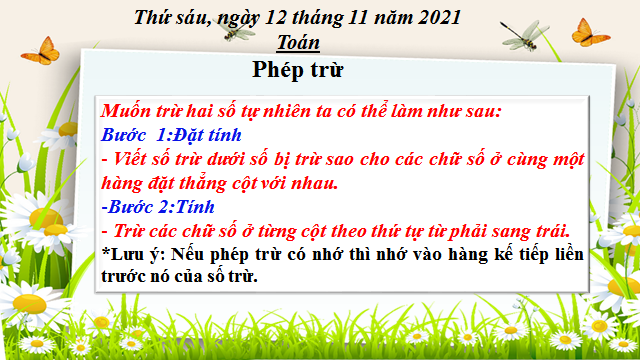 Thứ sáu, ngày 12 tháng 11 năm 2021
Toán
Phép trừ
Muốn trừ hai số tự nhiên ta có thể làm như sau:
Bước 1:Đặt tính
- Viết số trừ dưới số bị trừ sao cho các chữ số ở cùng một
hàng đặt thẳng cột với nhau.
-Bước 2:Tính
- Trừ các chữ số ở từng cột theo thứ tự từ phải sang trái.
*Lưu ý: Nếu phép trừ có nhớ thì nhớ vào hàng kế tiếp liền
trước nó của số trừ.